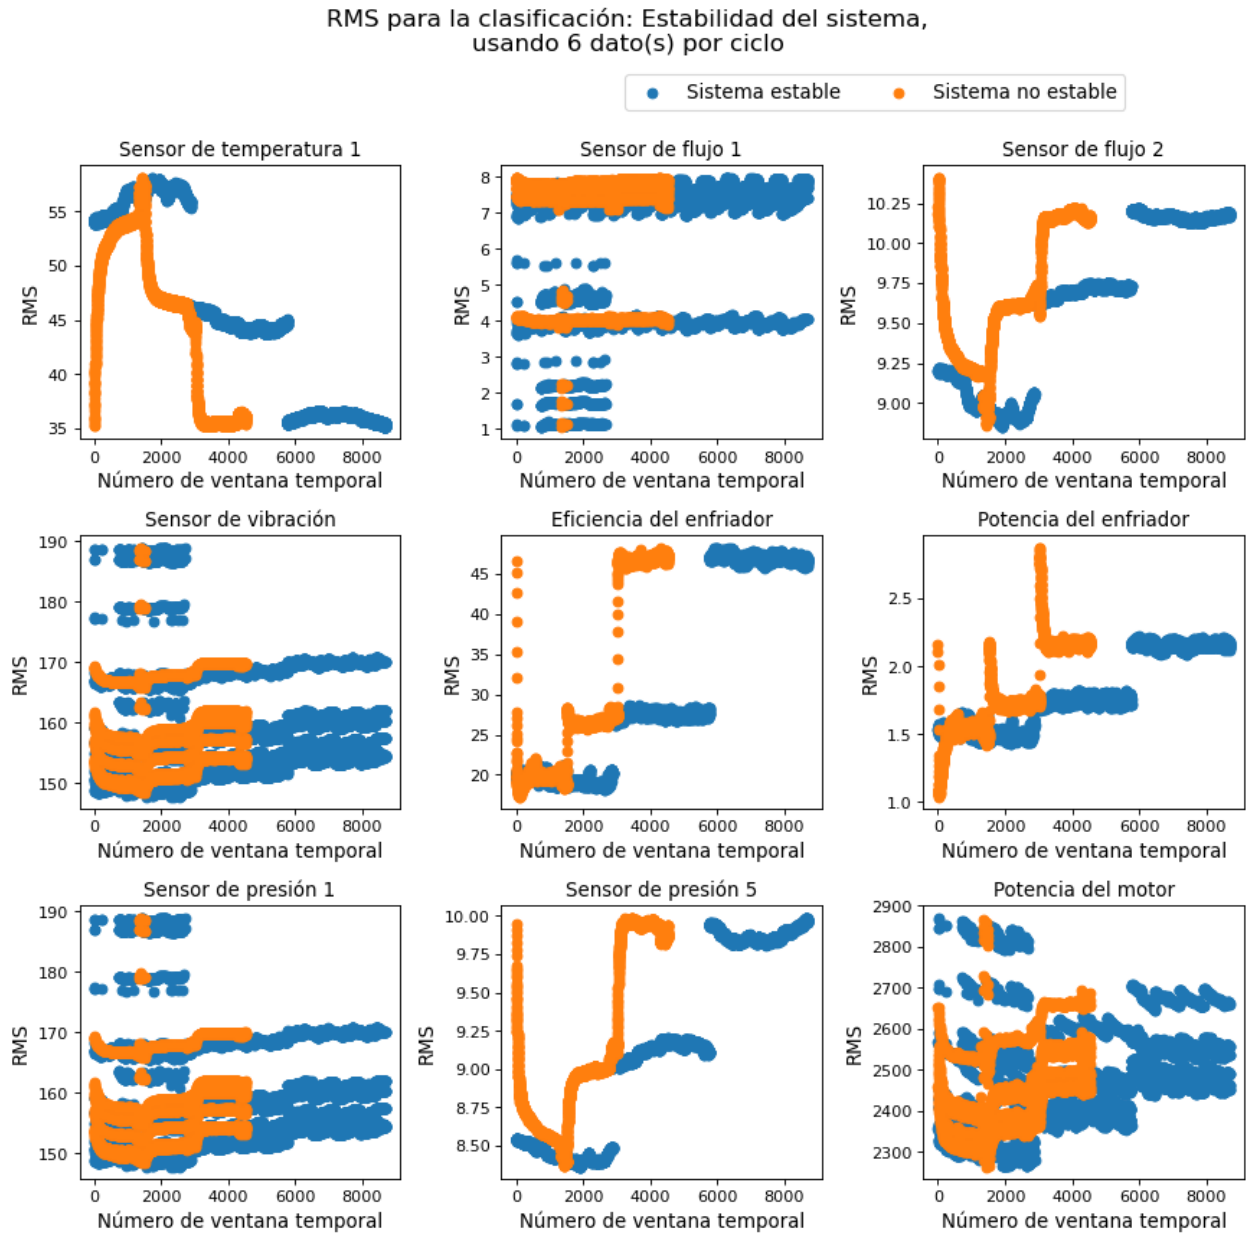 RMS para la clasificación: Estabilidad del sistema,
usando 6 dato(s) por ciclo
Sistema estable
Sistema no estable
Sensor de temperatura 1
RMS
55
50
45
40
35
0 2000 4000 6000 8000
Número de ventana temporal
Sensor de flujo 1
RMS
8
7
6
5
4
3
2
1
0 2000 4000 6000 8000
Número de ventana temporal
Sensor de flujo 2
RMS
10.25
10.00
9.75
9.50
9.25
9.00
0 2000 4000 6000 8000
Número de ventana temporal
Sensor de vibración
RMS
190
180
170
160
150
0 2000 4000 6000 8000
Número de ventana temporal
Eficiencia del enfriador
RMS
45
40
35
30
25
20
0 2000 4000 6000 8000
Número de ventana temporal
Potencia del enfriador
RMS
2.5
2.0
1.5
1.0
0 2000 4000 6000 8000
Número de ventana temporal
Sensor de presión 1
RMS
190
180
170
160
150
0 2000 4000 6000 8000
Número de ventana temporal
Sensor de presión 5
RMS
10.00
9.75
9.50
9.25
9.00
8.75
8.50
0 2000 4000 6000 8000
Número de ventana temporal
Potencia del motor
RMS
2900
2800
2700
2600
2500
2400
2300
0 2000 4000 6000 8000
Número de ventana temporal